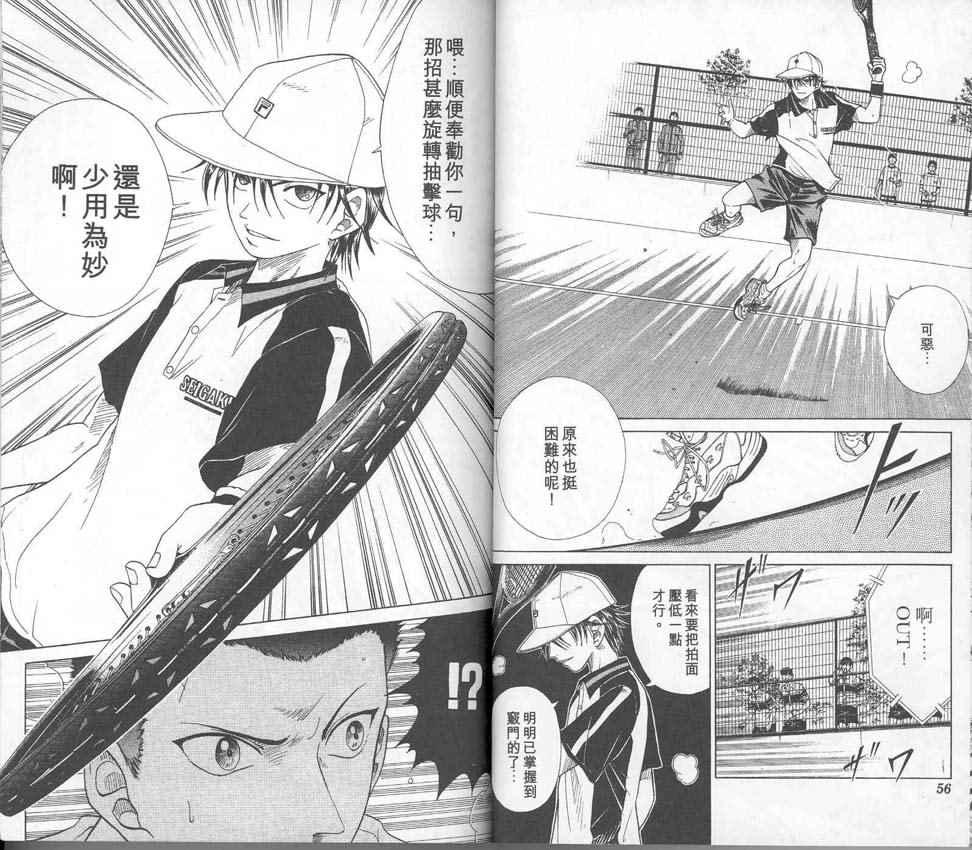 可惡…
原來也挺
困難的呢！
啊……
OUT！
ザワ
ザワ
看來要把拍面
壓低一點
才行。
明明已掌握到
竅門的了…
56
喂…順便奉勸你一句，
那招甚麼旋轉抽擊球…
還是
少用為妙
啊！
SEIGAKU
!?